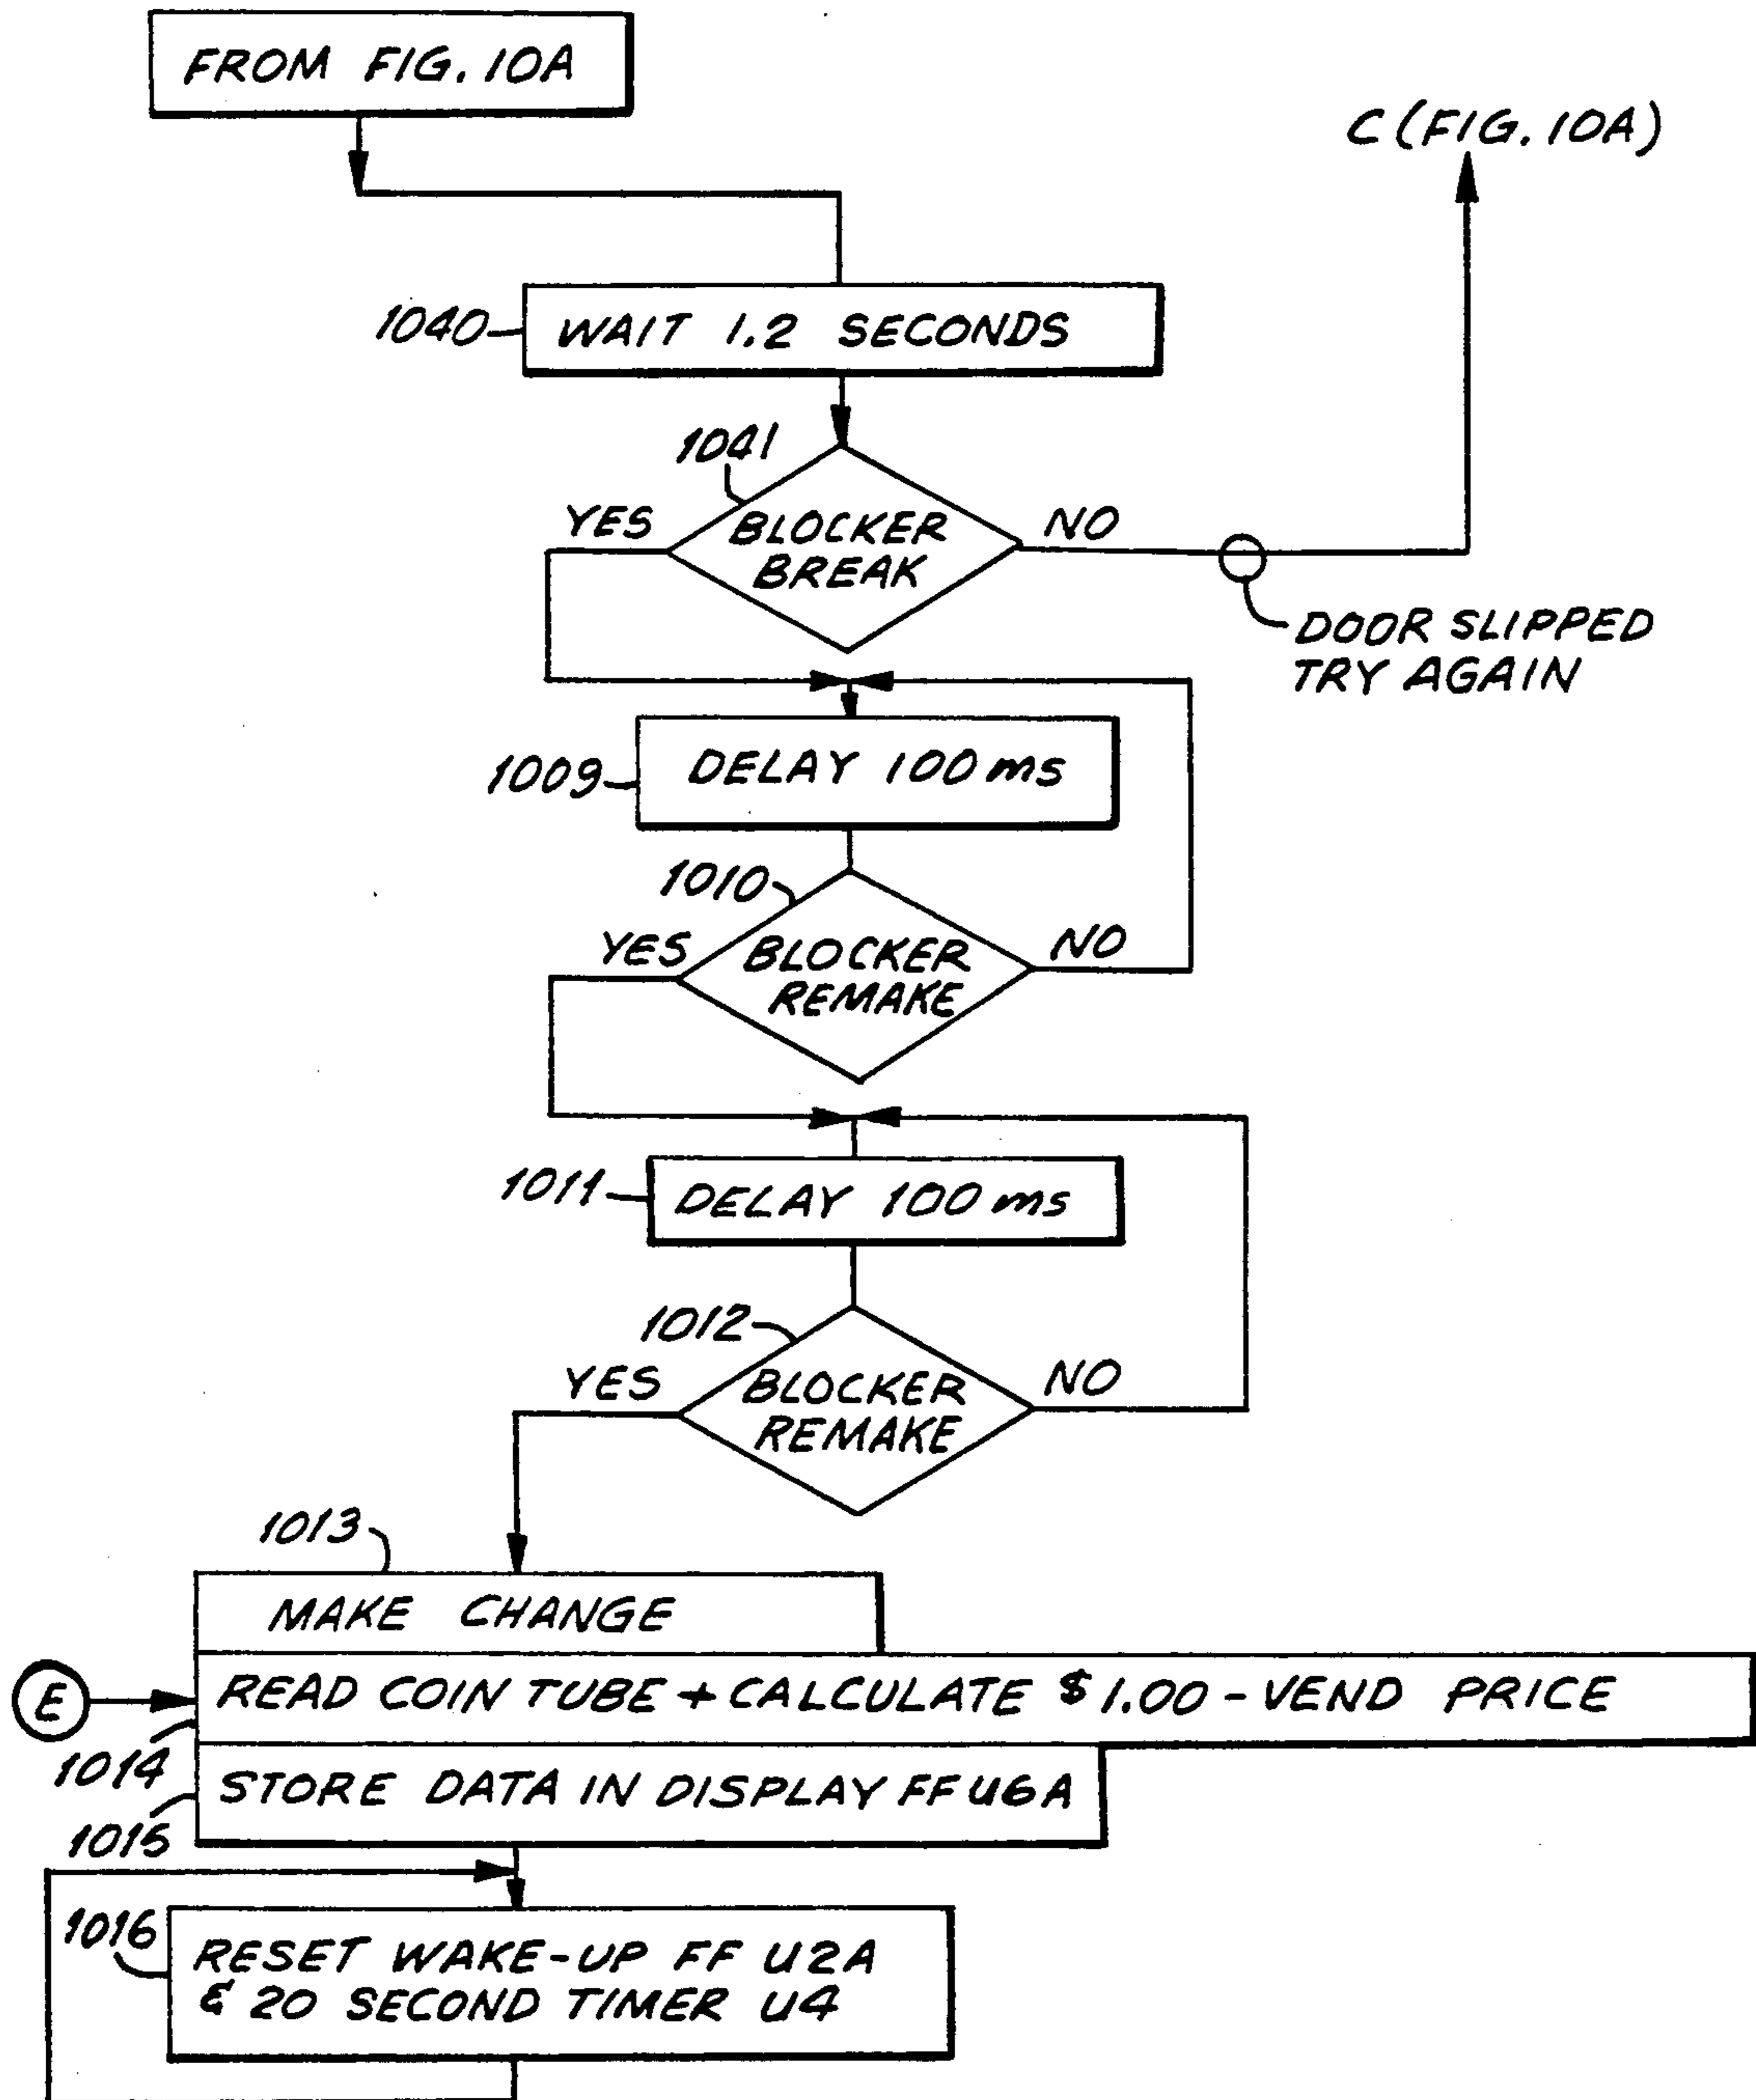 FROM FIG. 10A
C (FIG. 10A)
1040
WAIT 1.2 SECONDS
1041
YES
BLOCKER
BREAK
NO
DOOR SLIPPED
TRY AGAIN
1009
DELAY 100 ms
1010
YES
BLOCKER
REMAKE
NO
1011
DELAY 100 ms
1012
YES
BLOCKER
REMAKE
NO
1013
MAKE CHANGE
E
READ COIN TUBE + CALCULATE $1.00 - VEND PRICE
1014
STORE DATA IN DISPLAY FF U6A
1015
1016
RESET WAKE-UP FF U2A
& 20 SECOND TIMER U4